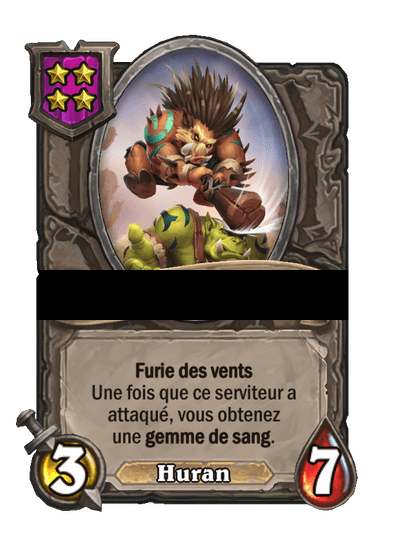 Furie des vents
Une fois que ce serviteur a
attaqué, vous obtenez
une gemme de sang.
3
Huran
7